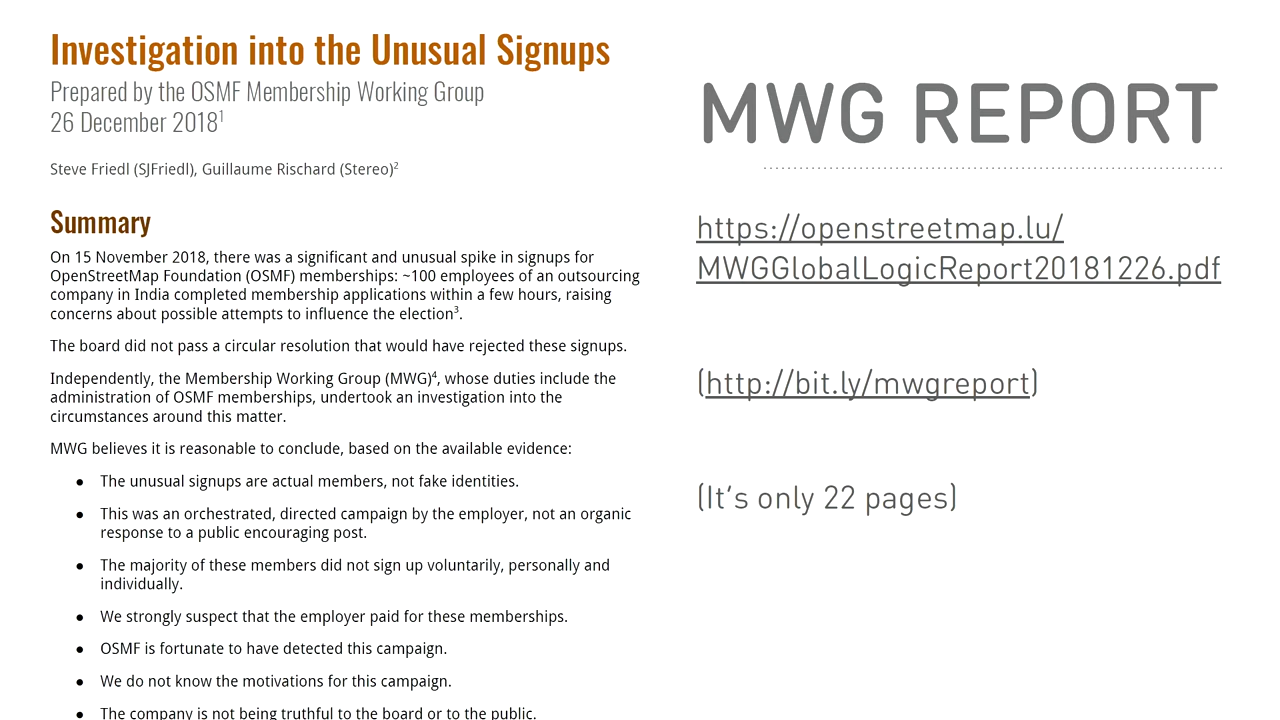 Investigation into the Unusual Signups
Prepared by the OSMF Membership Working Group
26 December 2018¹
Steve Friedl (SJFriedl), Guillaume Rischard (Stereo)²
Summary
On 15 November 2018, there was a significant and unusual spike in signups for
OpenStreetMap Foundation (OSMF) memberships: ~100 employees of an outsourcing
company in India completed membership applications within a few hours, raising
concerns about possible attempts to influence the election³.
The board did not pass a circular resolution that would have rejected these signups.
Independently, the Membership Working Group (MWG)⁴, whose duties include the
administration of OSMF memberships, undertook an investigation into the
circumstances around this matter.
MWG believes it is reasonable to conclude, based on the available evidence:
● The unusual signups are actual members, not fake identities.
● This was an orchestrated, directed campaign by the employer, not an organic
response to a public encouraging post.
● The majority of these members did not sign up voluntarily, personally and
individually.
● We strongly suspect that the employer paid for these memberships.
● OSMF is fortunate to have detected this campaign.
● We do not know the motivations for this campaign.
● The company is not being truthful to the board or to the public.
MWG REPORT
https://openstreetmap.lu/
MWGGlobalLogicReport20181226.pdf
(http://bit.ly/mwgreport)
(It's only 22 pages)